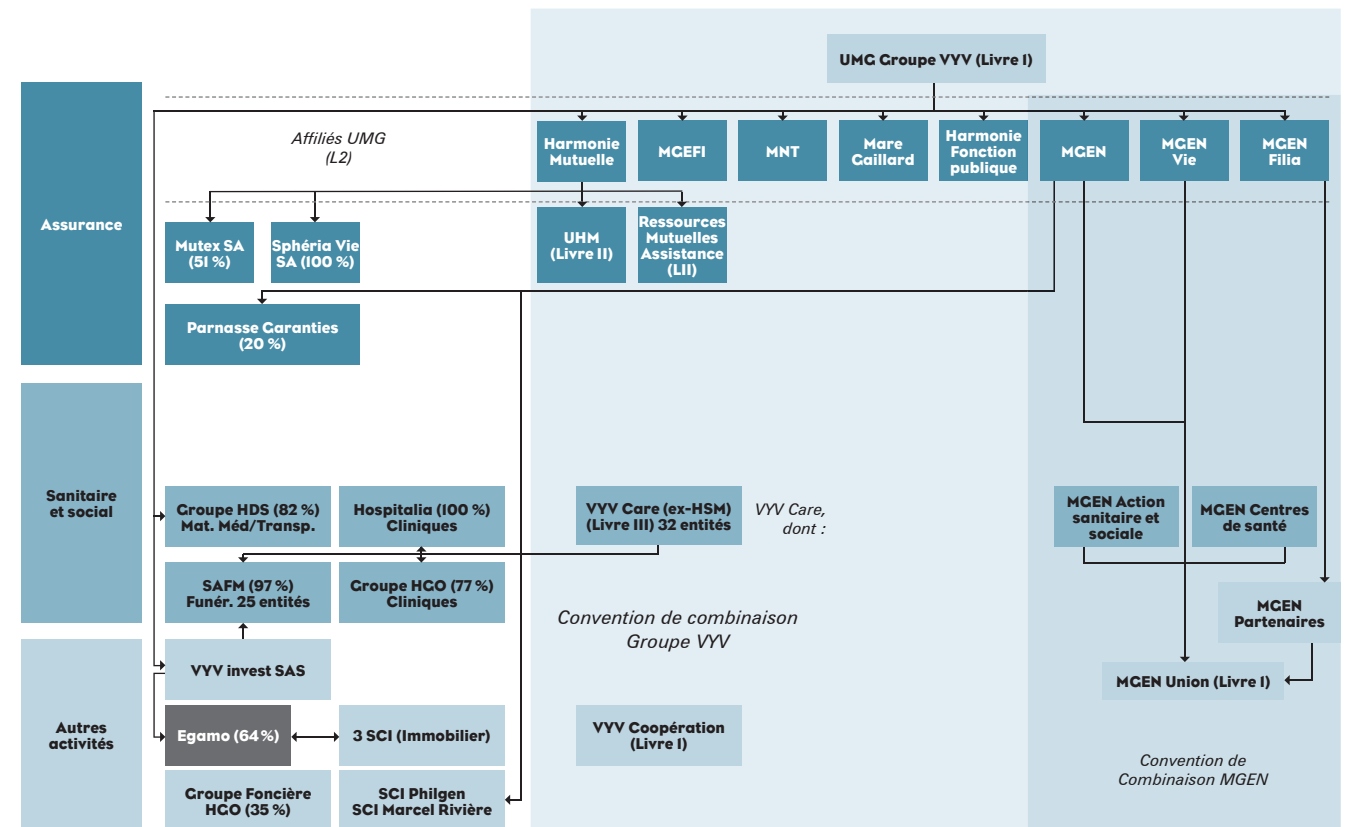 UMG Groupe VYV (Livre I)
Assurance
Affiliés UMG
(L2)
Harmonie
Mutuelle
MGEFI
MNT
Mare
Gaillard
Harmonie
Fonction
publique
MGEN
MGEN
Vie
MGEN
Filia
Mutex SA
(51 %)
Sphéria Vie
SA (100 %)
UHM
(Livre II)
Ressources
Mutuelles
Assistance
(LII)
Parnasse Garanties
(20 %)
Sanitaire
et social
Groupe HDS (82 %)
Mat. Méd/Transp.
Hospitalia (100 %)
Cliniques
VYV Care (ex-HSM)
(Livre III) 32 entités
VYV Care,
dont :
MGEN Action
sanitaire et
sociale
MGEN Centres
de santé
SAFM (97 %)
Funér. 25 entités
Groupe HGO (77 %)
Cliniques
Convention de combinaison
Groupe VYV
MGEN
Partenaires
Autres
activités
VYV invest SAS
MGEN Union (Livre I)
Egamo (64 %)
3 SCI (Immobilier)
VYV Coopération
(Livre I)
Groupe Foncière
HGO (35 %)
SCI Philgen
SCI Marcel Rivière
Convention de
Combinaison MGEN